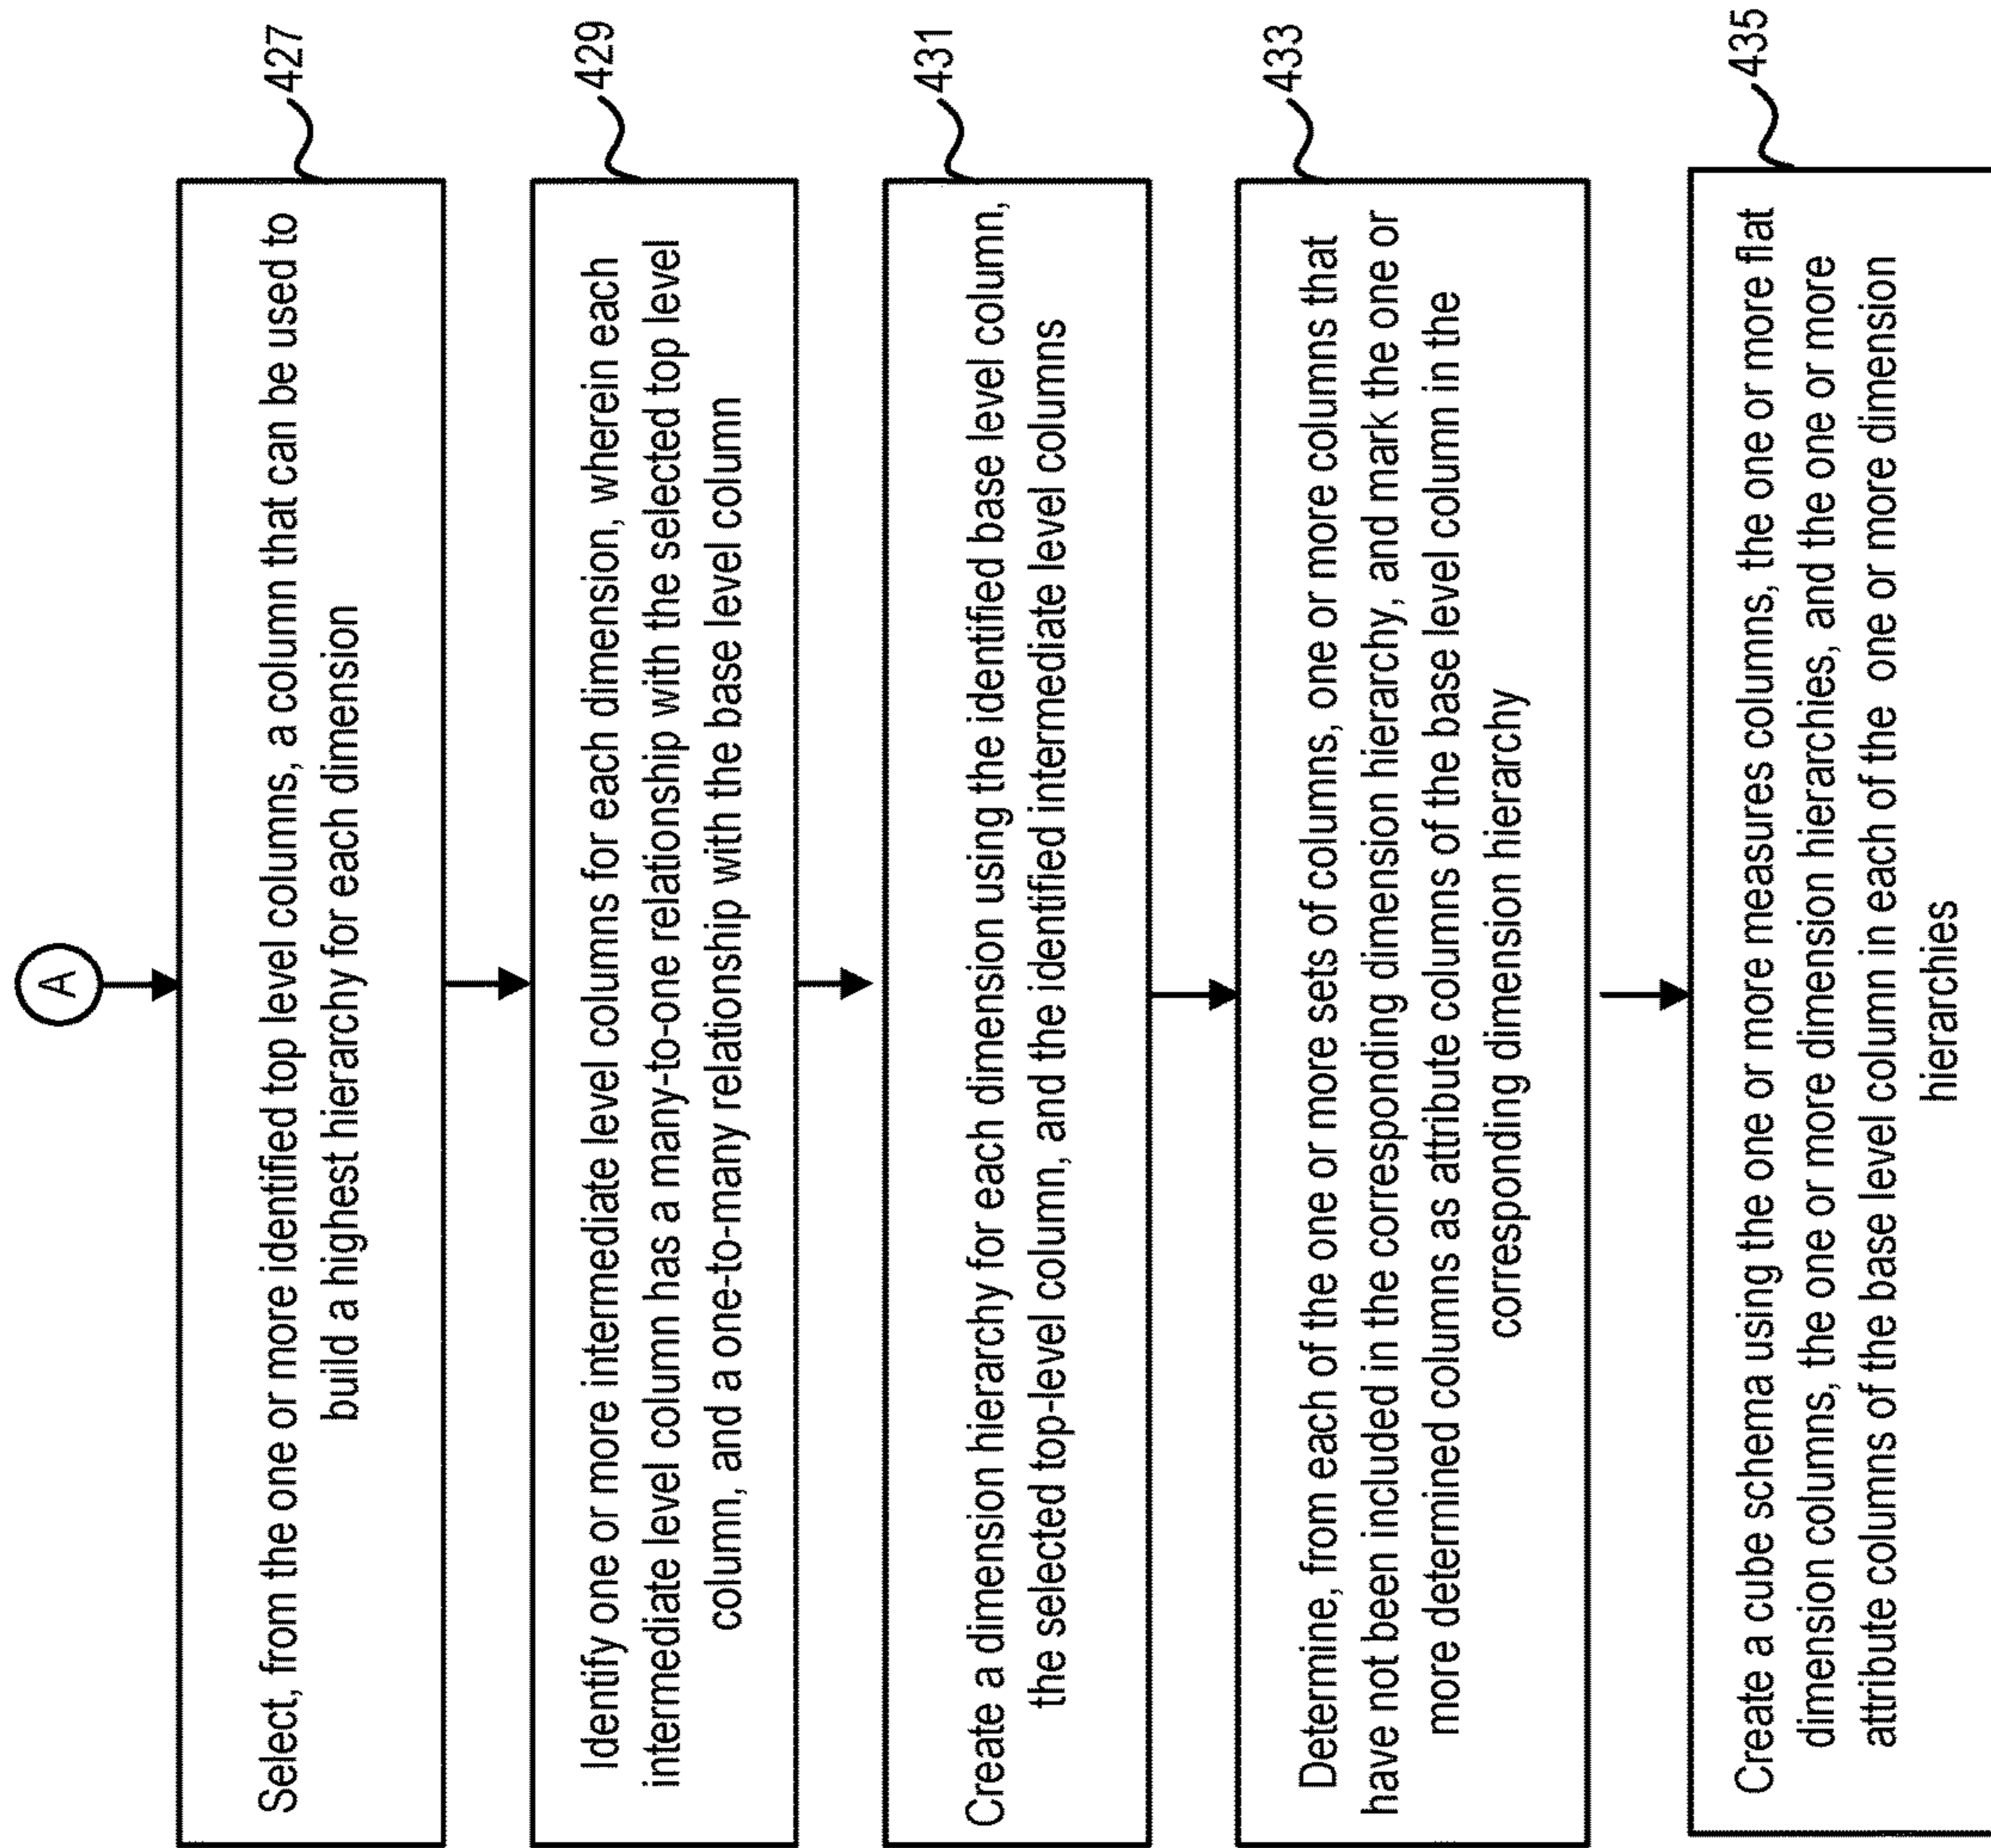 A
427
Select, from the one or more identified top level columns, a column that can be used to
build a highest hierarchy for each dimension
429
Identify one or more intermediate level columns for each dimension, wherein each
intermediate level column has a many-to-one relationship with the selected top level
column, and a one-to-many relationship with the base level column
431
Create a dimension hierarchy for each dimension using the identified base level column,
the selected top-level column, and the identified intermediate level columns
433
Determine, from each of the one or more sets of columns, one or more columns that
have not been included in the corresponding dimension hierarchy, and mark the one or
more determined columns as attribute columns of the base level column in the
corresponding dimension hierarchy
435
Create a cube schema using the one or more measures columns, the one or more flat
dimension columns, the one or more dimension hierarchies, and the one or more
attribute columns of the base level column in each of the one or more dimension
hierarchies